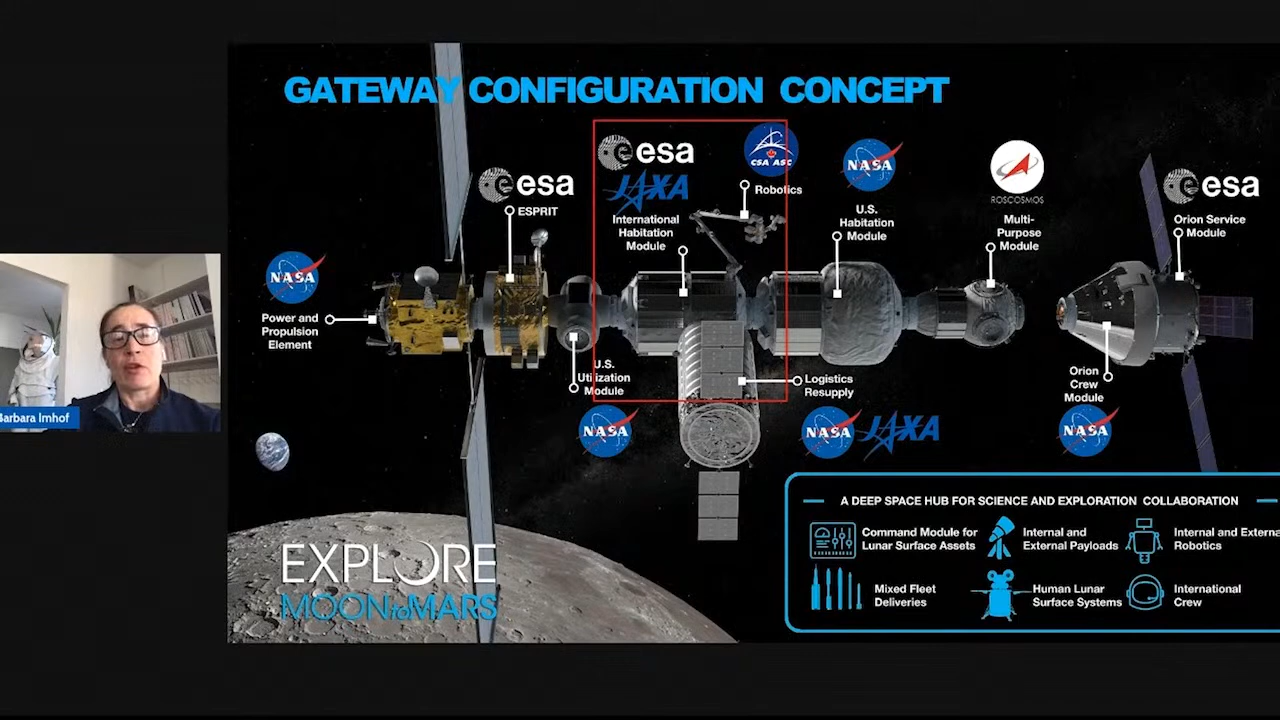 GATEWAY CONFIGURATION CONCEPT
esa
CSA ASC
NASA
ROSCOSMOS
esa
esa
JAXA
Robotics
ESPRIT
International
Habitation
Module
U.S.
Habitation
Module
Multi-
Purpose
Module
Orion Service
Module
NASA
Power and
Propulsion
Element
U.S.
Utilization
Module
NASA
Logistics
Resupply
NASA
JAXA
Orion
Crew
Module
NASA
Barbara Imhof
A DEEP SPACE HUB FOR SCIENCE AND EXPLORATION COLLABORATION
Command Module for
Lunar Surface Assets
Internal and
External Payloads
Internal and Externa
Robotics
Mixed Fleet
Deliveries
Human Lunar
Surface Systems
International
Crew
EXPLORE
MOON to MARS